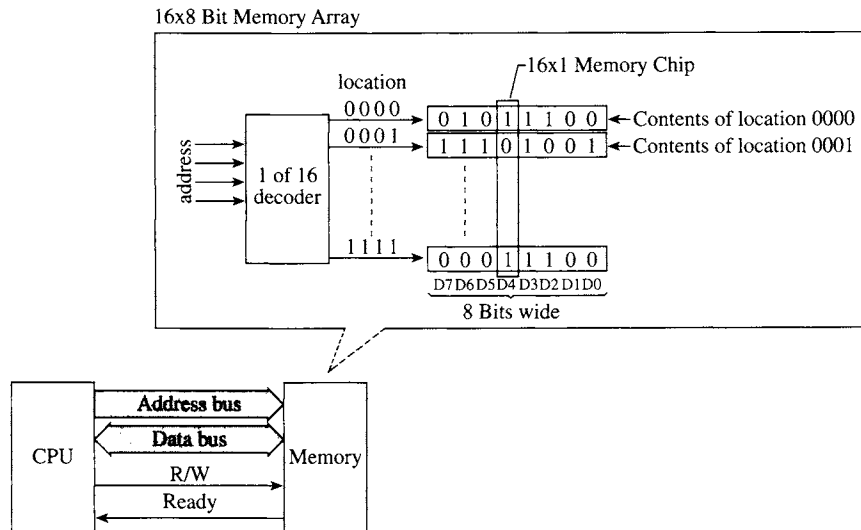 16x8 Bit Memory Array
16x1 Memory Chip
location
0000
0 1 0 1 1 1 0 0
Contents of location 0000
0001
1 1 1 0 1 0 0 1
Contents of location 0001
address
1 of 16
decoder
1111
0 0 0 1 1 1 0 0
D7 D6 D5 D4 D3 D2 D1 D0
8 Bits wide
CPU
Address bus
Data bus
R/W
Ready
Memory